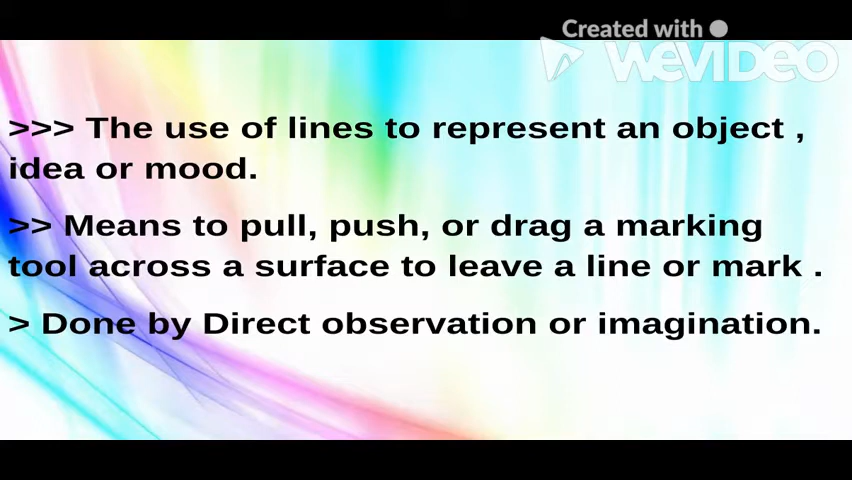 Created with
WEVIDEO
>>> The use of lines to represent an object ,
idea or mood.
>> Means to pull, push, or drag a marking
tool across a surface to leave a line or mark .
> Done by Direct observation or imagination.